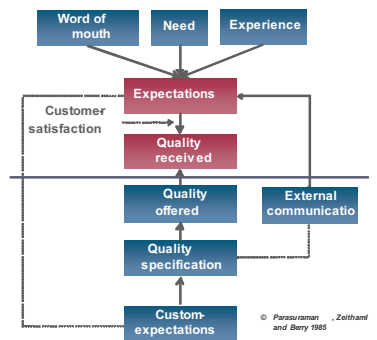 Word of
mouth
Need
Experience
Expectations
Customer
satisfaction
Quality
received
Quality
offered
External
communicatio
Quality
specification
Custom-
expectations
© Parasuraman , Zeithaml
and Berry 1985